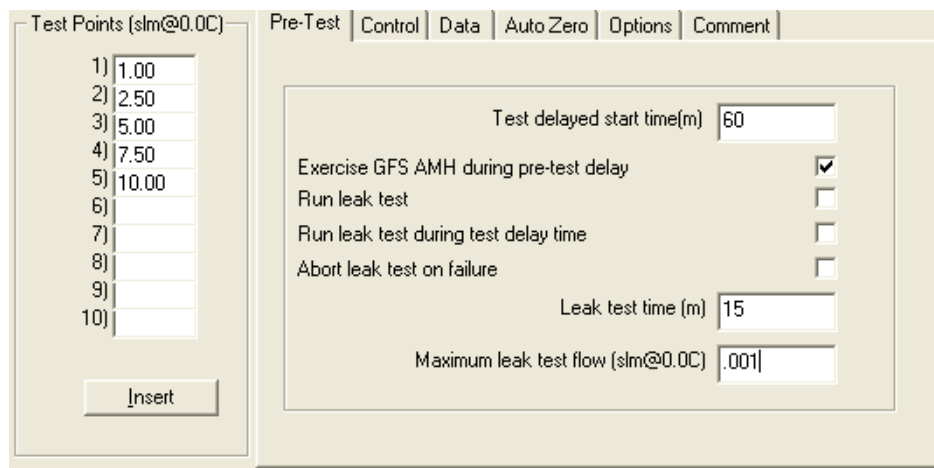 Test Points (slm@0.0C)
1) 1.00
2) 2.50
3) 5.00
4) 7.50
5) 10.00
6)
7)
8)
9)
10)
Insert
Pre-Test Control Data Auto Zero Options Comment
Test delayed start time(m) 60
Exercise GFS AMH during pre-test delay
Run leak test
Run leak test during test delay time
Abort leak test on failure
Leak test time (m) 15
Maximum leak test flow (slm@0.0C) .001